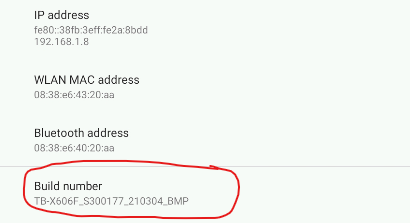 IP address
fe80::38fb:3eff:fe2a:8bdd
192.168.1.8
WLAN MAC address
08:38:e6:43:20:aa
Bluetooth address
08:38:e6:40:20:aa
Build number
TB-X606F_S300177_210304_BMP